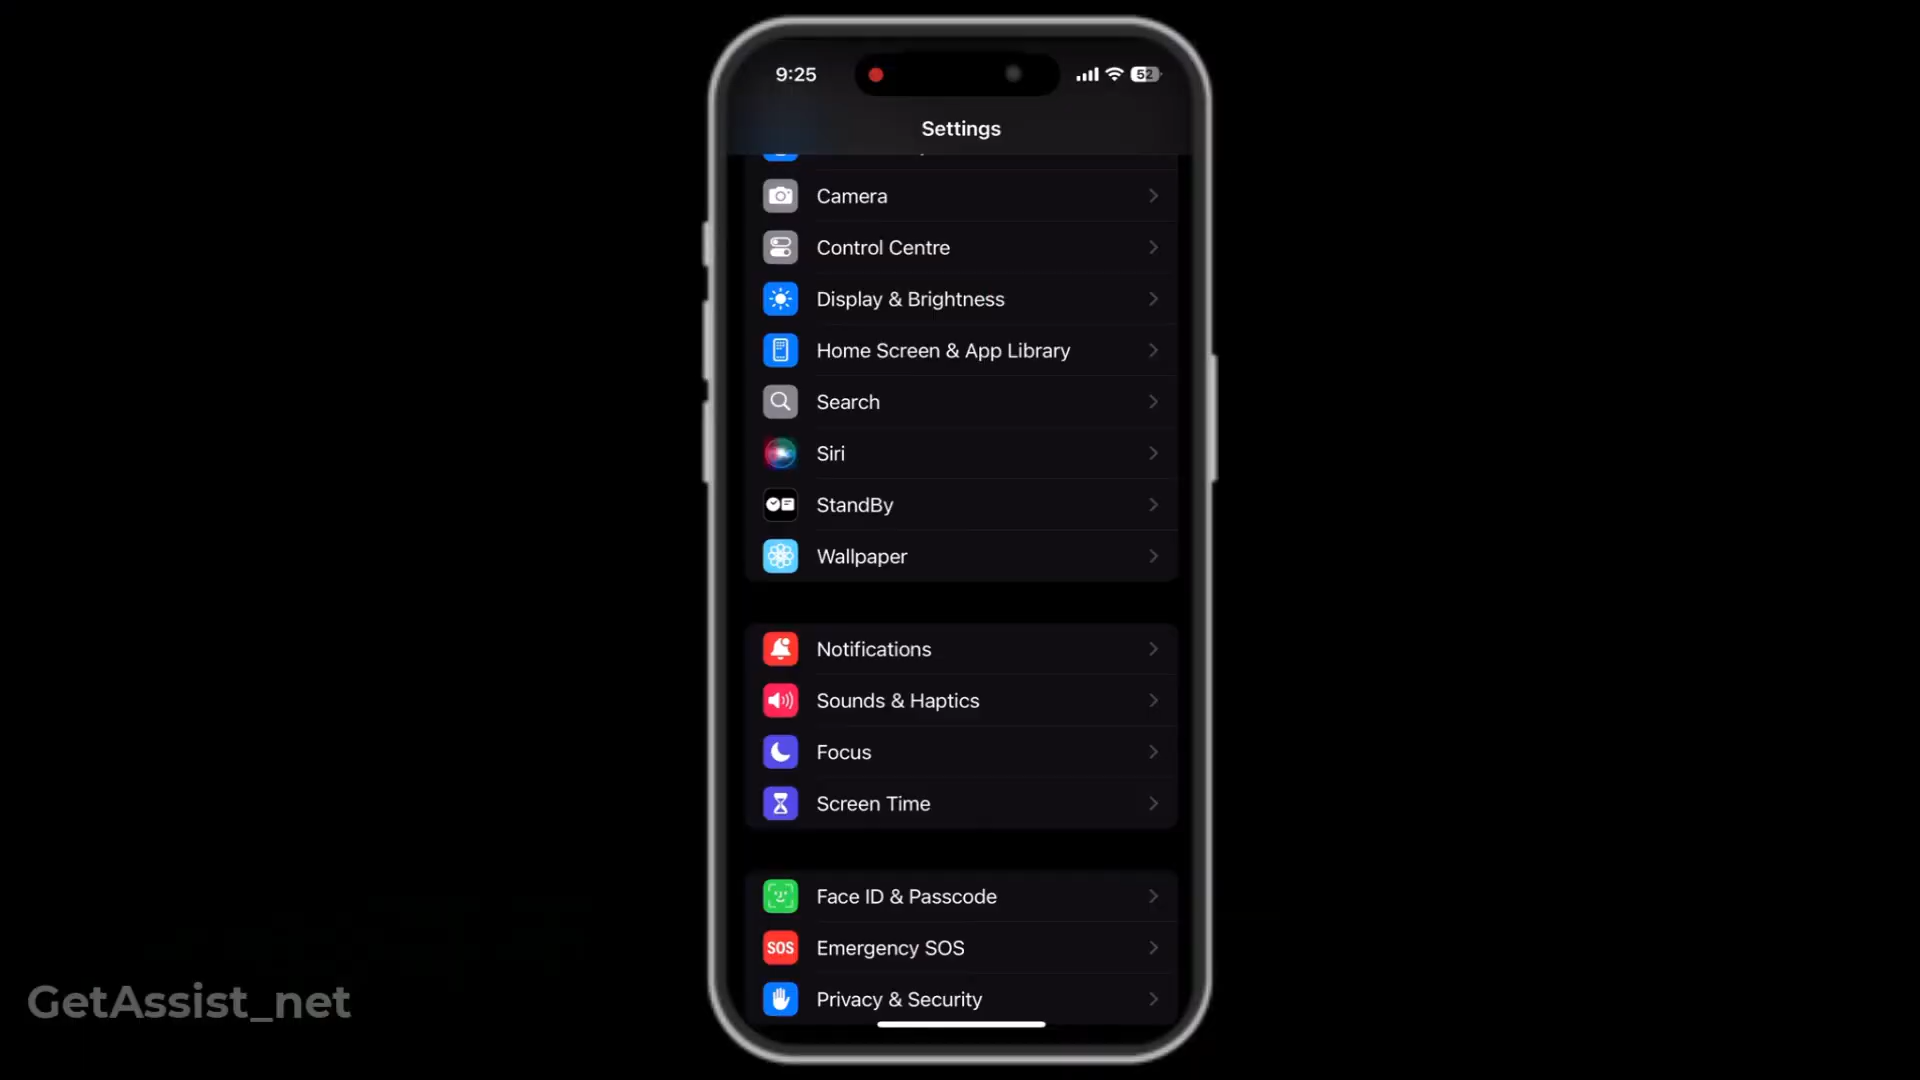 9:25
52
Settings
Camera
Control Centre
Display & Brightness
Home Screen & App Library
Search
Siri
StandBy
Wallpaper
Notifications
Sounds & Haptics
Focus
Screen Time
Face ID & Passcode
SOS
Emergency SOS
Privacy & Security
GetAssist_net